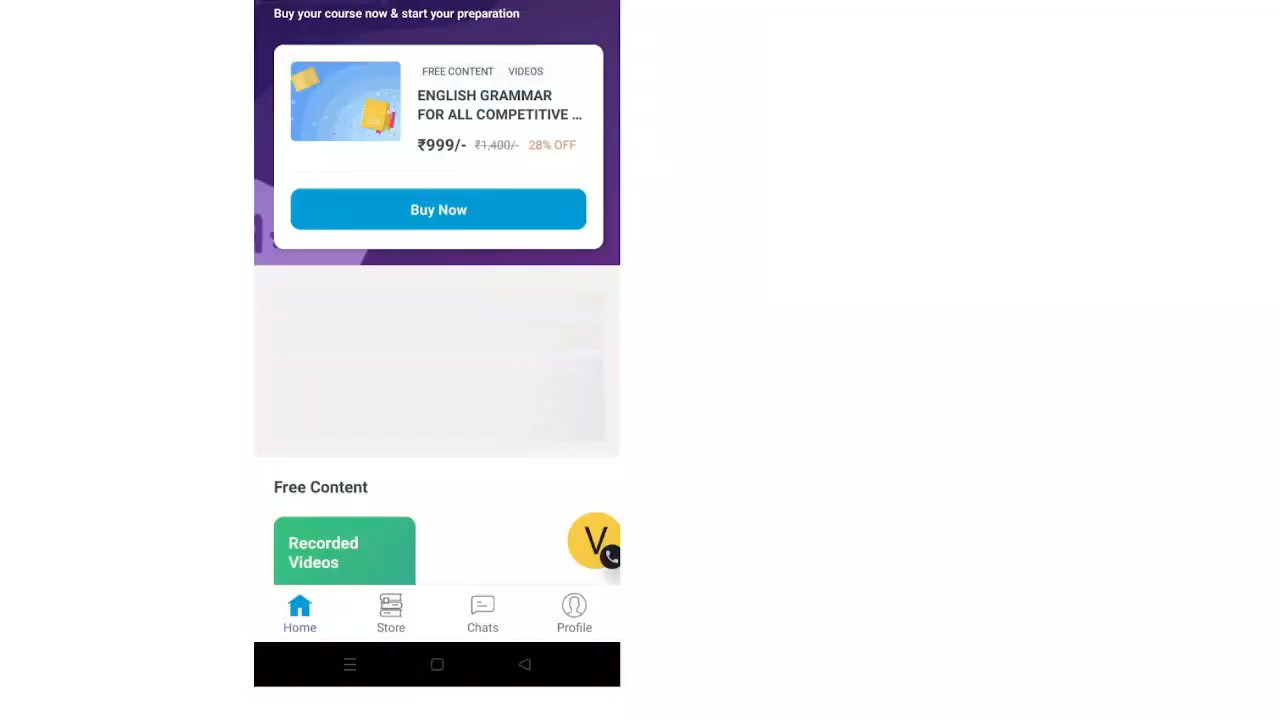 Buy your course now & start your preparation
FREE CONTENT VIDEOS
ENGLISH GRAMMAR
FOR ALL COMPETITIVE ...
₹999/- ₹1,400/- 28% OFF
Buy Now
Free Content
Recorded
Videos
V
Home Store Chats Profile